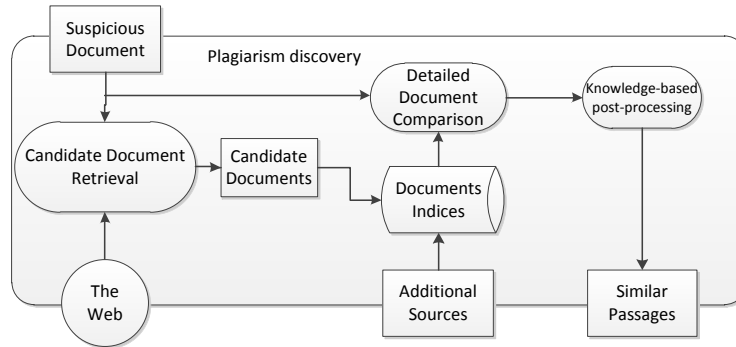 Suspicious
Document
Plagiarism discovery
Detailed
Document
Comparison
Knowledge-based
post-processing
Candidate Document
Retrieval
Candidate
Documents
Documents
Indices
The
Web
Additional
Sources
Similar
Passages